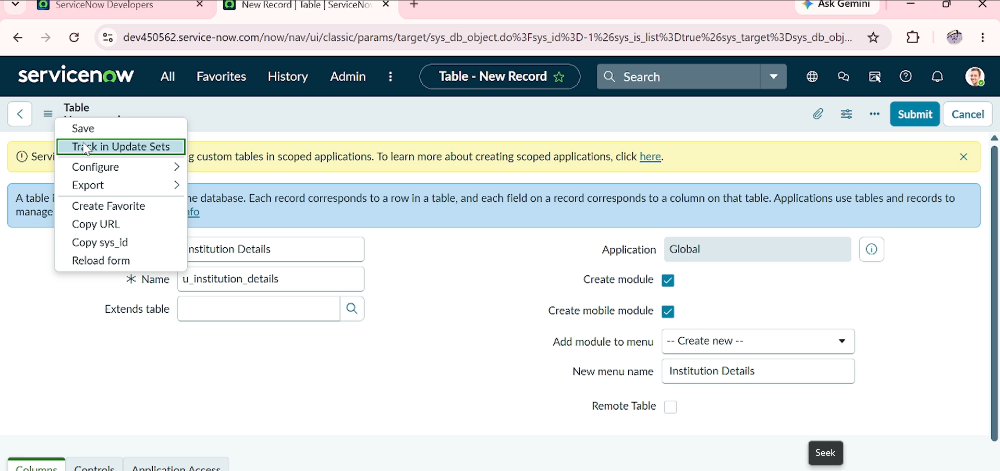 ServiceNow Developers
New Record | Table | ServiceNo
Ask Gemini
dev450562.service-now.com/now/nav/ui/classic/params/target/sys_db_object.do%3Fsys_id%3D-1%26sys_is_list%3Dtrue%26sys_target%3Dsys_db_obj...
servicenow
All
Favorites
History
Admin
Table - New Record
Search
Table
Submit
Cancel
Save
Track in Update Sets
Configure
Export
Create Favorite
Copy URL
Copy sys_id
Reload form
Servi
g custom tables in scoped applications. To learn more about creating scoped applications, click here.
A table i
he database. Each record corresponds to a row in a table, and each field on a record corresponds to a column on that table. Applications use tables and records to
manage
nfo
nstitution Details
Application
Global
* Name
u_institution_details
Create module
Extends table
Create mobile module
Add module to menu
-- Create new --
New menu name
Institution Details
Remote Table
Seek
Columns
Controls
Application Access